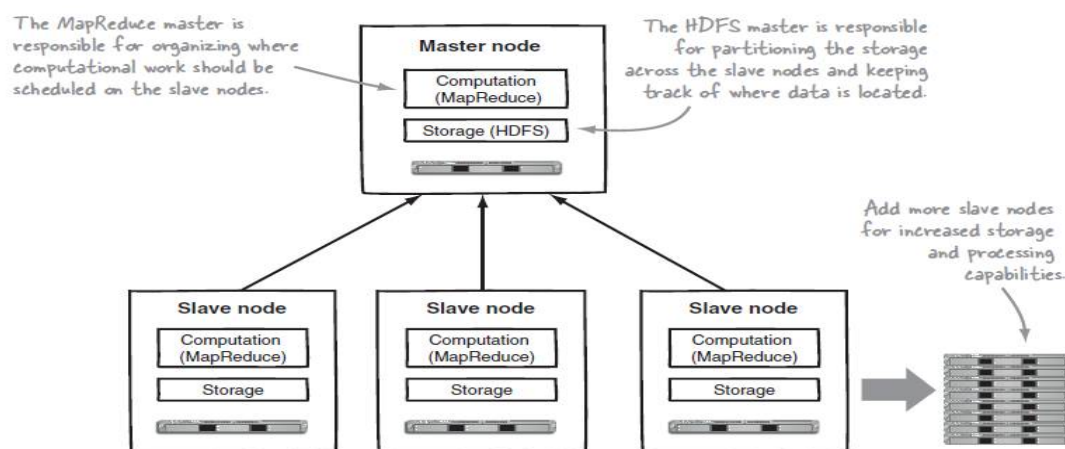 The MapReduce master is
responsible for organizing where
computational work should be
scheduled on the slave nodes.
Master node
Computation
(MapReduce)
Storage (HDFS)
The HDFS master is responsible
for partitioning the storage
across the slave nodes and keeping
track of where data is located.
Add more slave nodes
for increased storage
and processing
capabilities.
Slave node
Computation
(MapReduce)
Storage
Slave node
Computation
(MapReduce)
Storage
Slave node
Computation
(MapReduce)
Storage